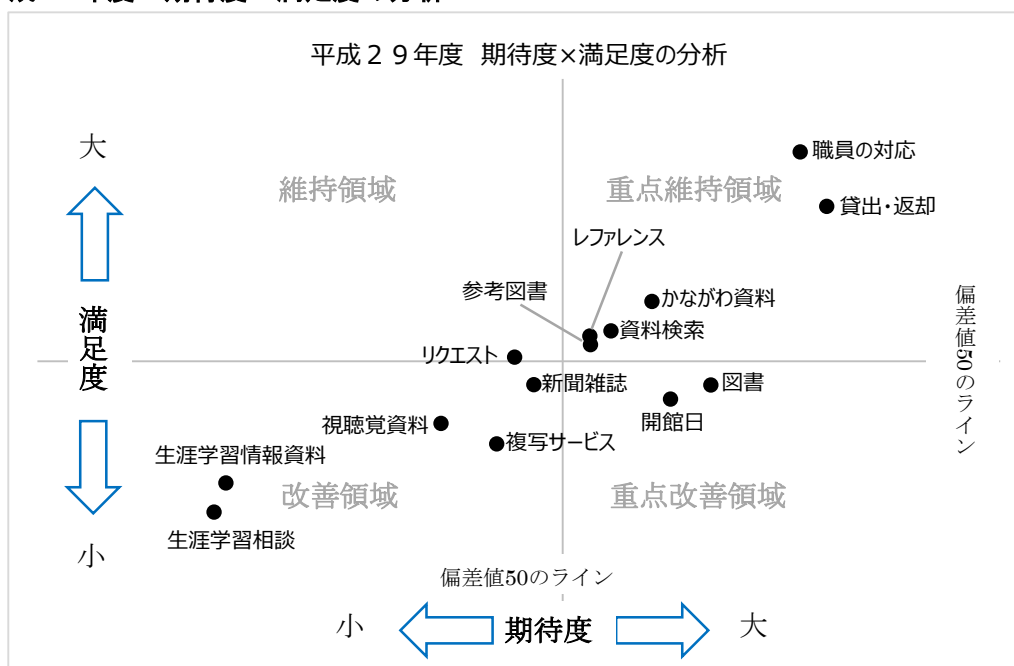 平成２９年度 期待度×満足度の分析
大
維持領域
重点維持領域
職員の対応
貸出・返却
レファレンス
参考図書
かながわ資料
資料検索
偏差値50のライン
満足度
リクエスト
新聞雑誌
図書
開館日
視聴覚資料
複写サービス
生涯学習情報資料
改善領域
重点改善領域
生涯学習相談
小
偏差値50のライン
小
期待度
大